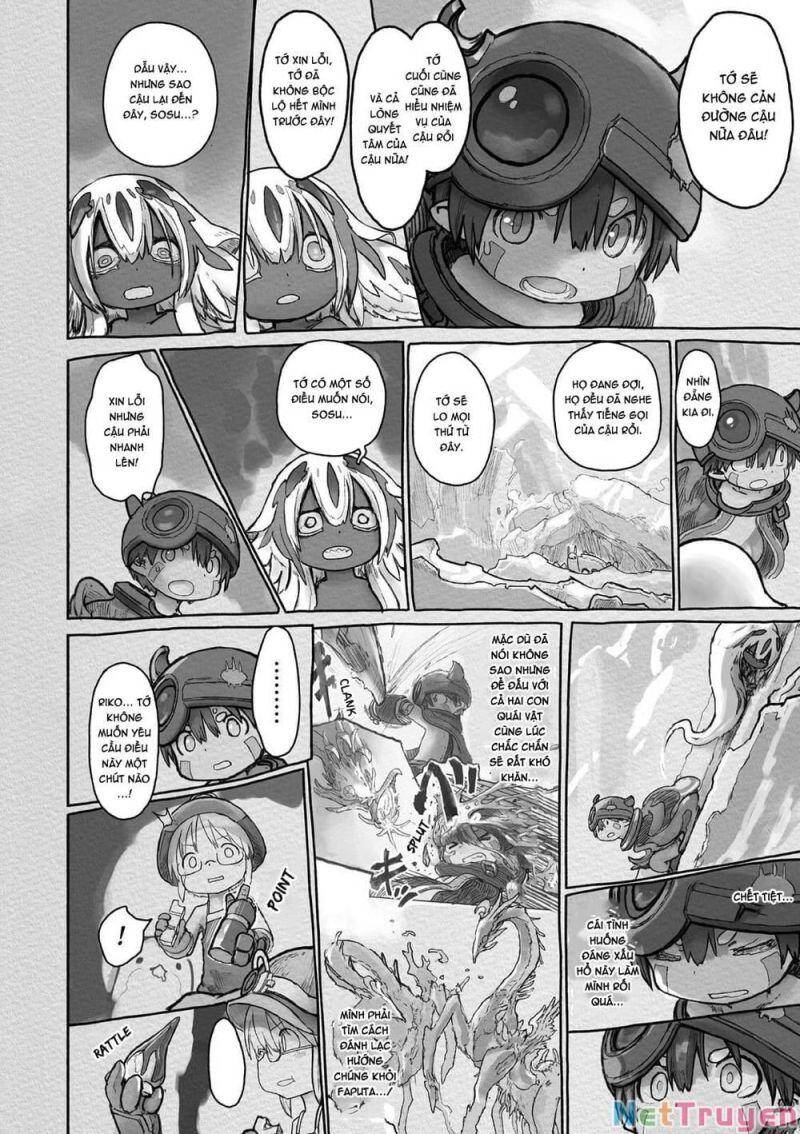 TỚ SẼ
KHÔNG CẢN
ĐƯỜNG CẬU
NỮA ĐÂU!
TỚ
CUỐI CÙNG
CŨNG ĐÃ
HIỂU NHIỆM
VỤ CỦA
CẬU RỒI
VÀ CẢ
LÒNG
QUYẾT
TÂM CỦA
CẬU NỮA!
TỚ XIN LỖI,
TỚ ĐÃ
KHÔNG BỘC
LỘ HẾT MÌNH
TRƯỚC ĐÂY!
DẪU VẬY...
NHƯNG SAO
CẬU LẠI ĐẾN
ĐÂY, SOSU...?
NHÌN
ĐẰNG
KIA ĐI.
HỌ ĐANG ĐỢI,
HỌ ĐỀU ĐÃ NGHE
THẤY TIẾNG GỌI
CỦA CẬU RỒI.
TỚ SẼ
LO MỌI
THỨ TỪ
ĐÂY.
TỚ CÓ MỘT SỐ
ĐIỀU MUỐN NÓI,
SOSU...
XIN LỖI
NHƯNG
CẬU PHẢI
NHANH
LÊN!
CHẾT TIỆT...
CÁI TÌNH
HUỐNG
ĐÁNG XẤU
HỔ NÀY LÀM
MÌNH RỐI
QUÁ...
MẶC DÙ ĐÃ
NÓI KHÔNG
SAO NHƯNG
ĐỂ ĐẤU VỚI
CẢ HAI CON
QUÁI VẬT
CÙNG LÚC
CHẮC CHẮN
SẼ RẤT KHÓ
KHĂN...
CLANK
SPLUT
MÌNH PHẢI
TÌM CÁCH
ĐÁNH LẠC
HƯỚNG
CHÚNG KHỎI
FAPUTA...!
.........
RIKO... TỚ
KHÔNG
MUỐN YÊU
CẦU ĐIỀU
NÀY MỘT
CHÚT NÀO
...!
POINT
!
RATTLE
NetTruyen